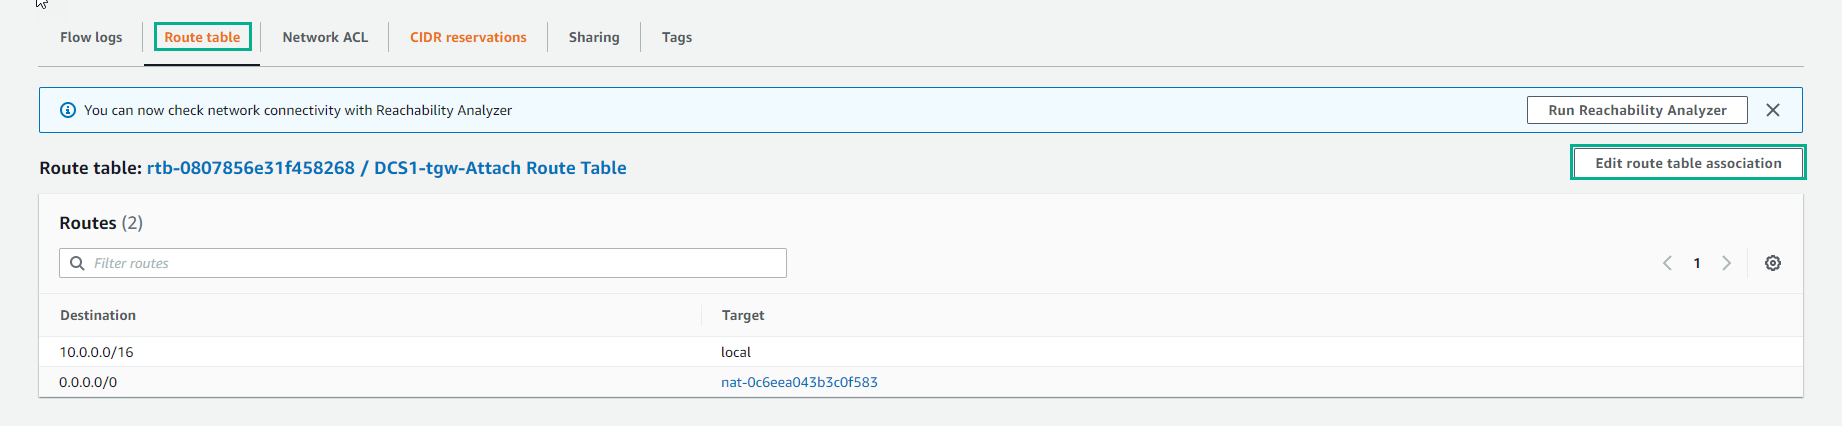 Flow logs
Route table
Network ACL
CIDR reservations
Sharing
Tags
You can now check network connectivity with Reachability Analyzer
Run Reachability Analyzer
Route table: rtb-0807856e31f458268 / DCS1-tgw-Attach Route Table
Edit route table association
Routes (2)
Filter routes
1
Destination
Target
10.0.0.0/16
local
0.0.0.0/0
nat-0c6eea043b3c0f583